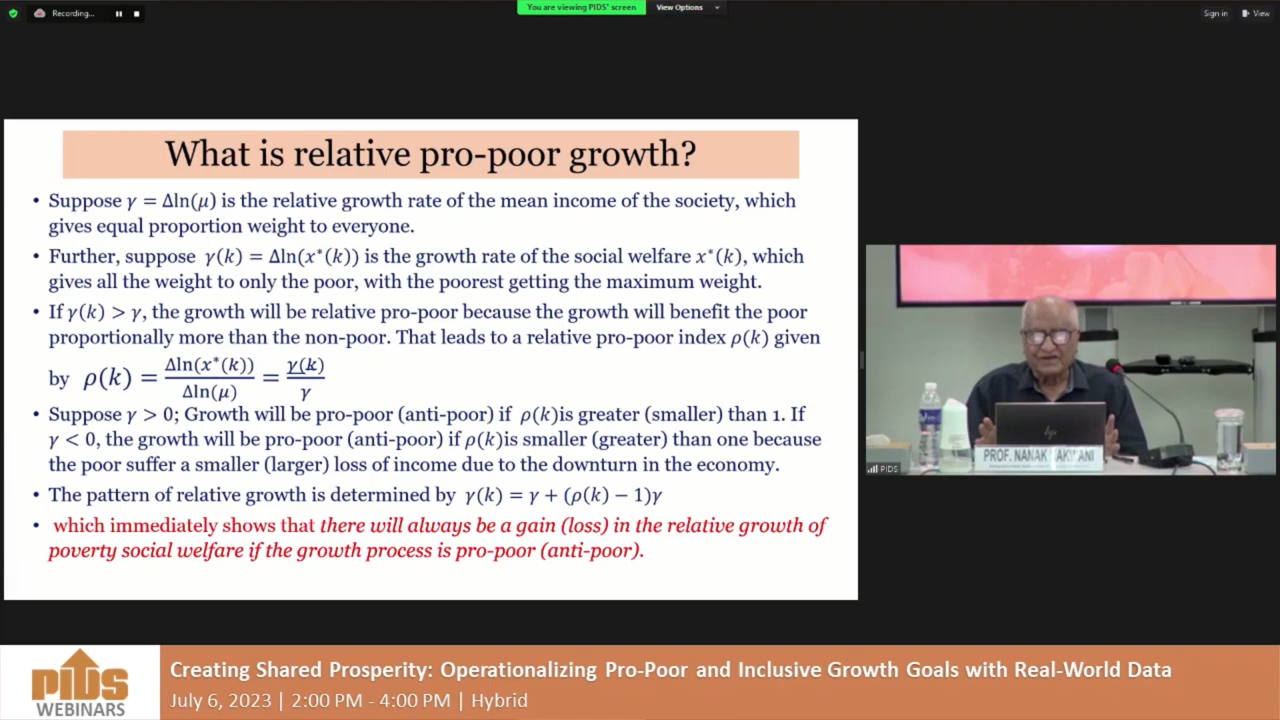 Recording...
You are viewing PIDS' screen
View Options
Sign in
View
What is relative pro-poor growth?
• Suppose γ = Δln(μ) is the relative growth rate of the mean income of the society, which
gives equal proportion weight to everyone.
• Further, suppose γ(k) = Δln(x*(k)) is the growth rate of the social welfare x*(k), which
gives all the weight to only the poor, with the poorest getting the maximum weight.
• If γ(k) > γ, the growth will be relative pro-poor because the growth will benefit the poor
proportionally more than the non-poor. That leads to a relative pro-poor index ρ(k) given
by ρ(k) = Δln(x*(k))/Δln(μ) = γ(k)/γ
• Suppose γ > 0; Growth will be pro-poor (anti-poor) if ρ(k)is greater (smaller) than 1. If
γ < 0, the growth will be pro-poor (anti-poor) if ρ(k)is smaller (greater) than one because
the poor suffer a smaller (larger) loss of income due to the downturn in the economy.
• The pattern of relative growth is determined by γ(k) = γ + (ρ(k) − 1)γ
• which immediately shows that there will always be a gain (loss) in the relative growth of
poverty social welfare if the growth process is pro-poor (anti-poor).
hp
PROF. NANAK KAKWANI
PIDS
PIDS
WEBINARS
Creating Shared Prosperity: Operationalizing Pro-Poor and Inclusive Growth Goals with Real-World Data
July 6, 2023 | 2:00 PM - 4:00 PM | Hybrid